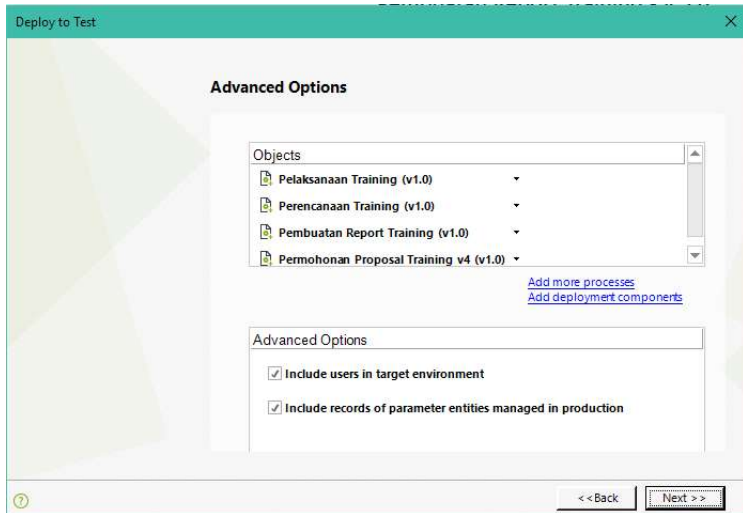 Deploy to Test
Advanced Options
Objects
Pelaksanaan Training (v1.0)
Perencanaan Training (v1.0)
Pembuatan Report Training (v1.0)
Permohonan Proposal Training v4 (v1.0)
Add more processes
Add deployment components
Advanced Options
Include users in target environment
Include records of parameter entities managed in production
<<Back
Next >>